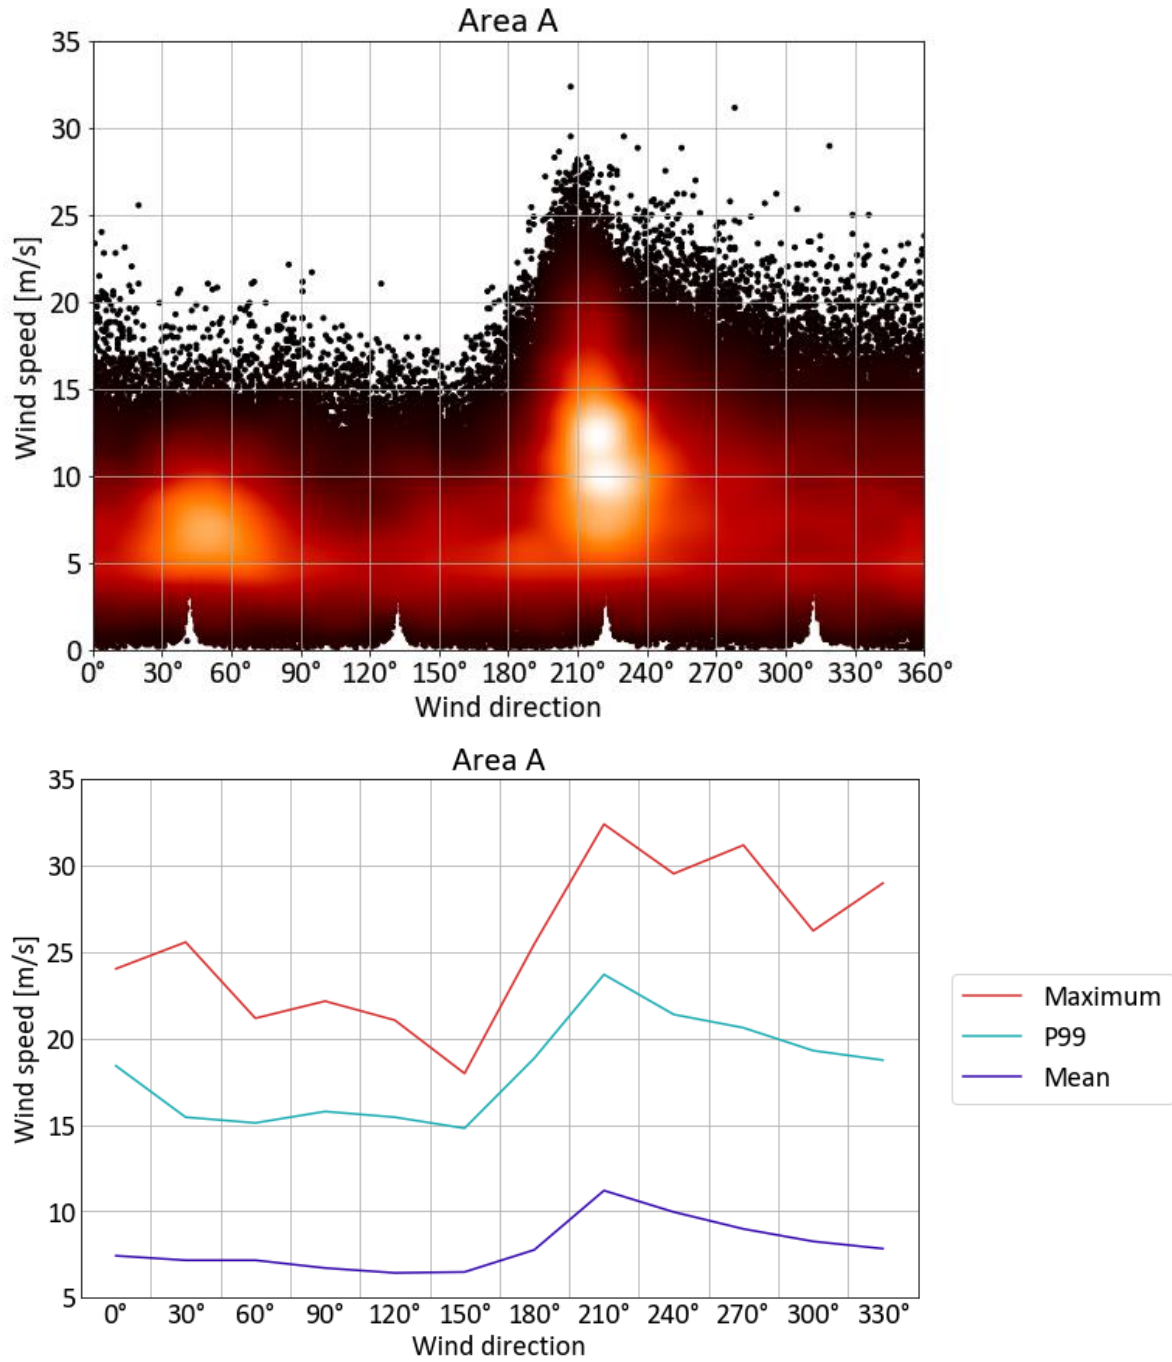 Area A
35
30
25
20
15
10
5
0
Wind speed [m/s]
0° 30° 60° 90° 120° 150° 180° 210° 240° 270° 300° 330° 360°
Wind direction
Area A
35
30
25
20
15
10
5
Wind speed [m/s]
0° 30° 60° 90° 120° 150° 180° 210° 240° 270° 300° 330°
Wind direction
Maximum
P99
Mean